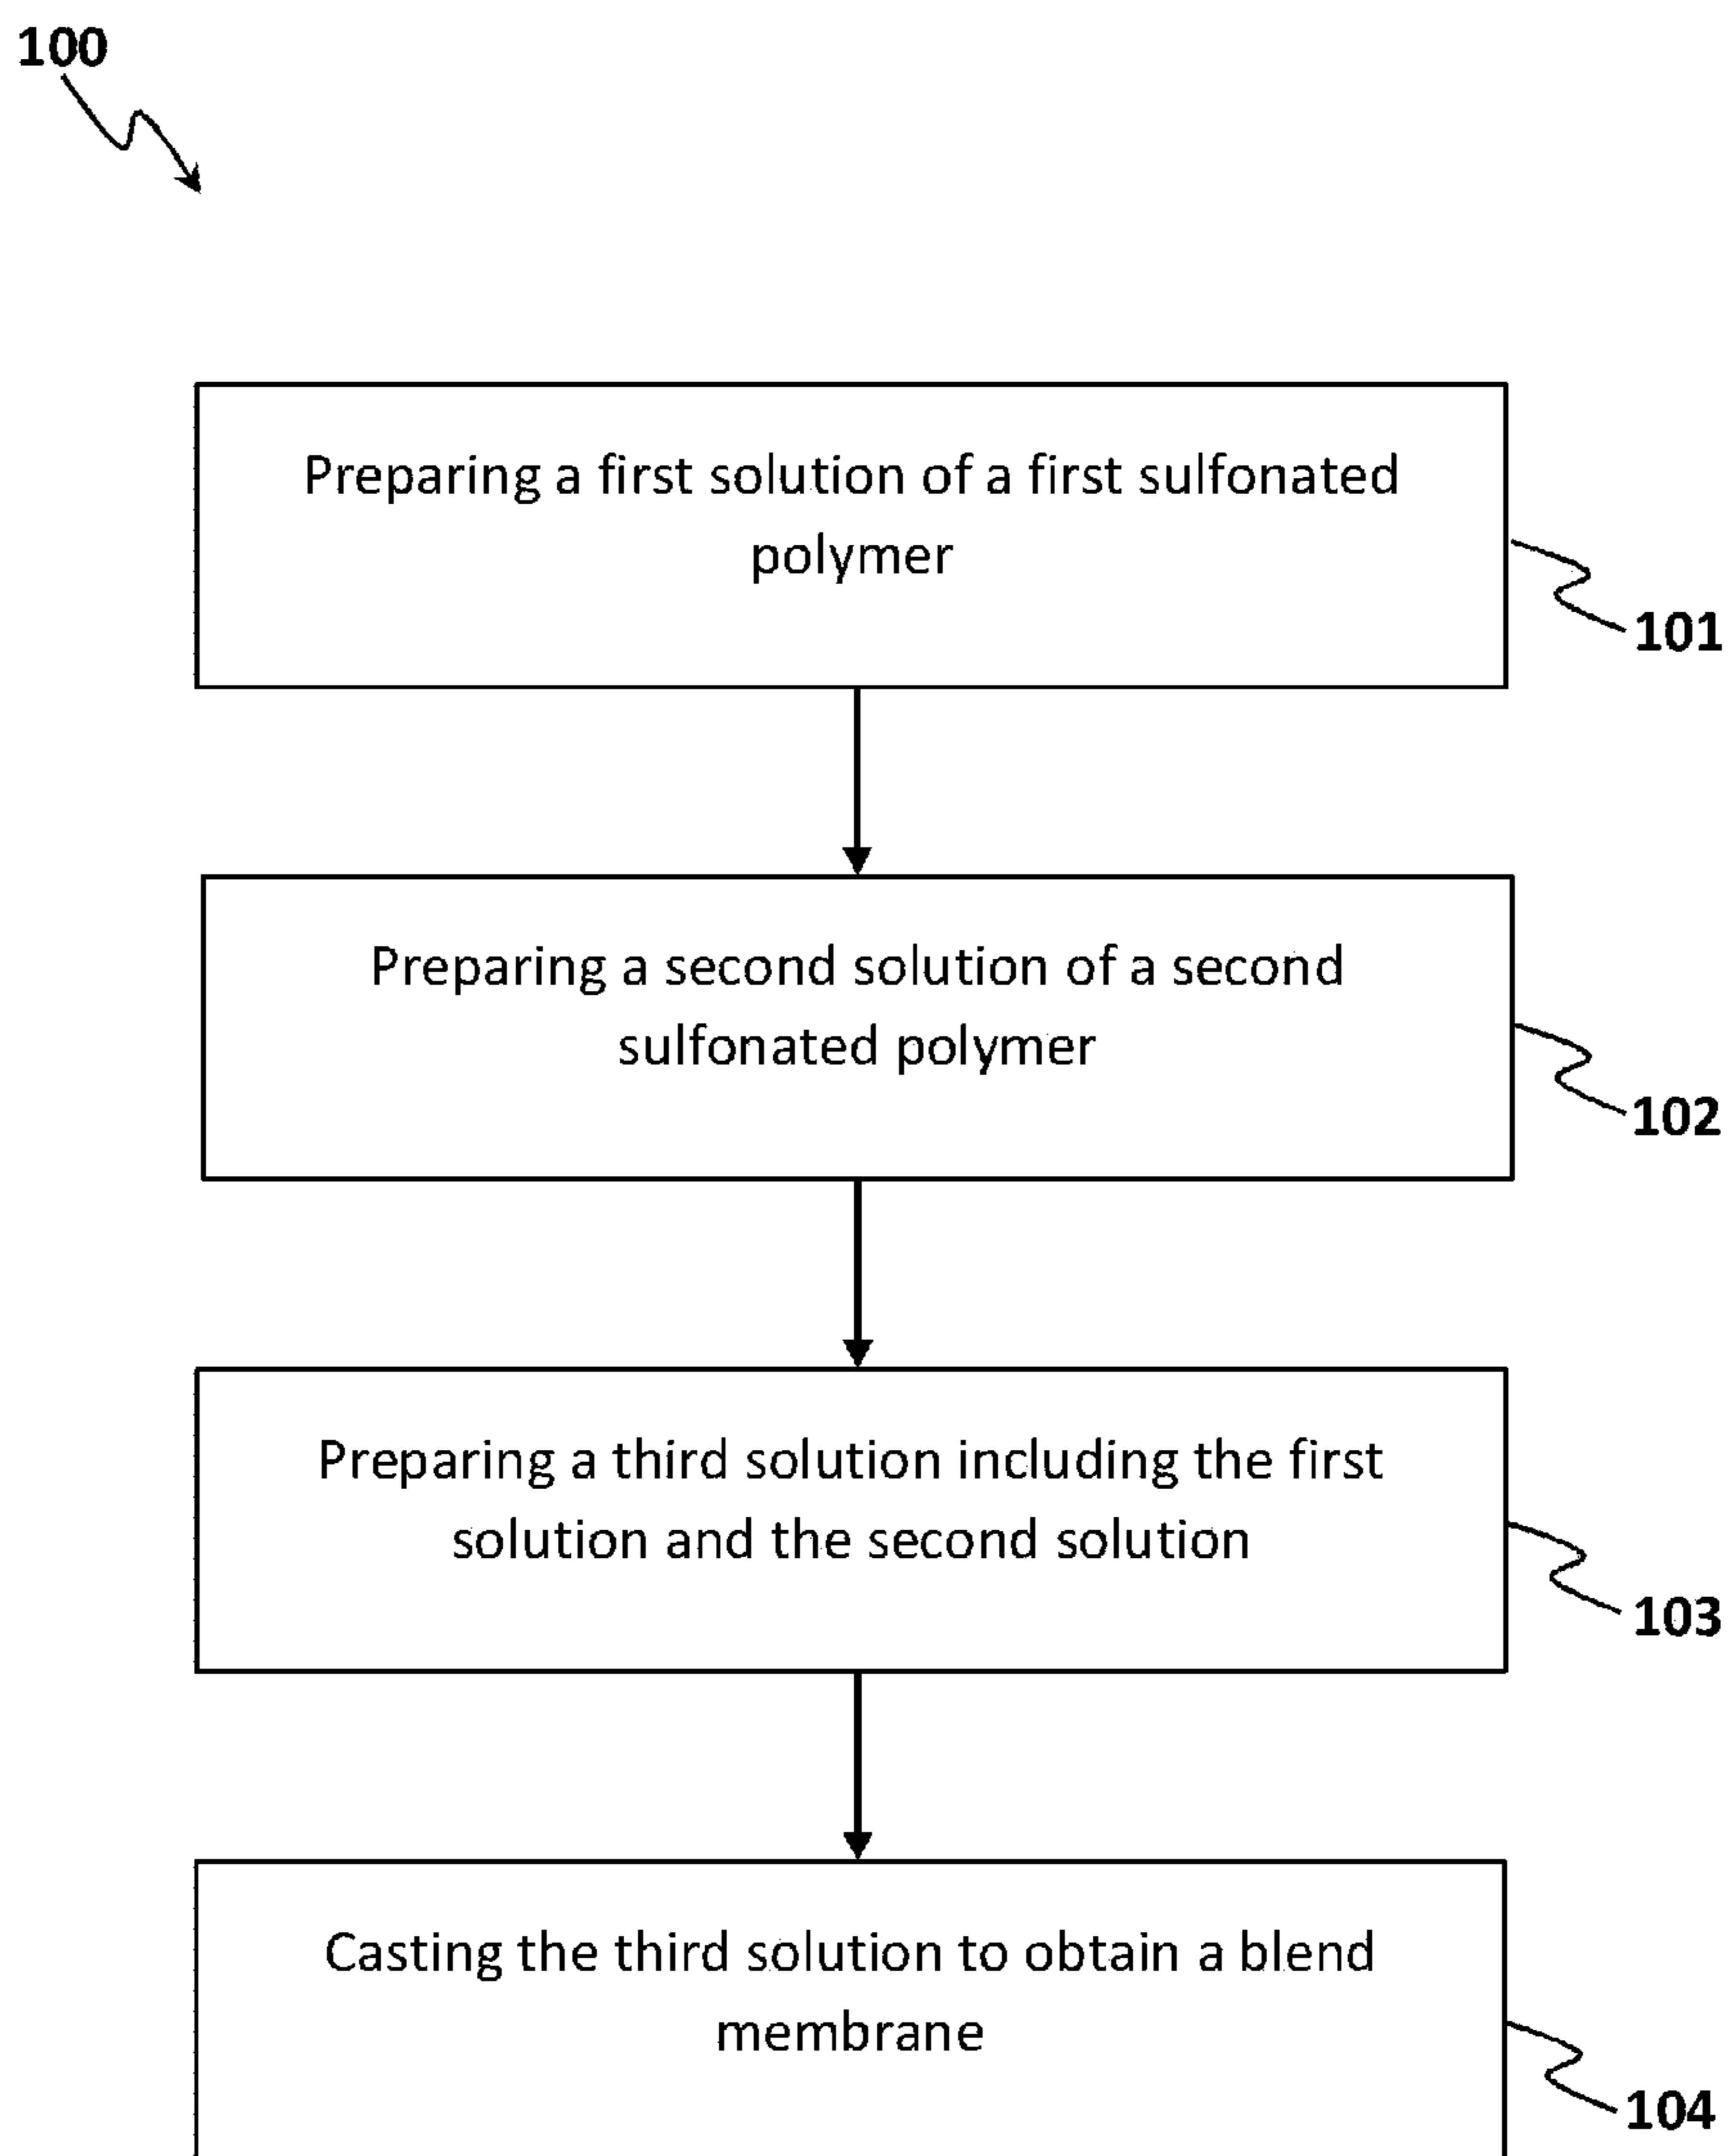 100
Preparing a first solution of a first sulfonated
polymer
101
Preparing a second solution of a second
sulfonated polymer
102
Preparing a third solution including the first
solution and the second solution
103
Casting the third solution to obtain a blend
membrane
104